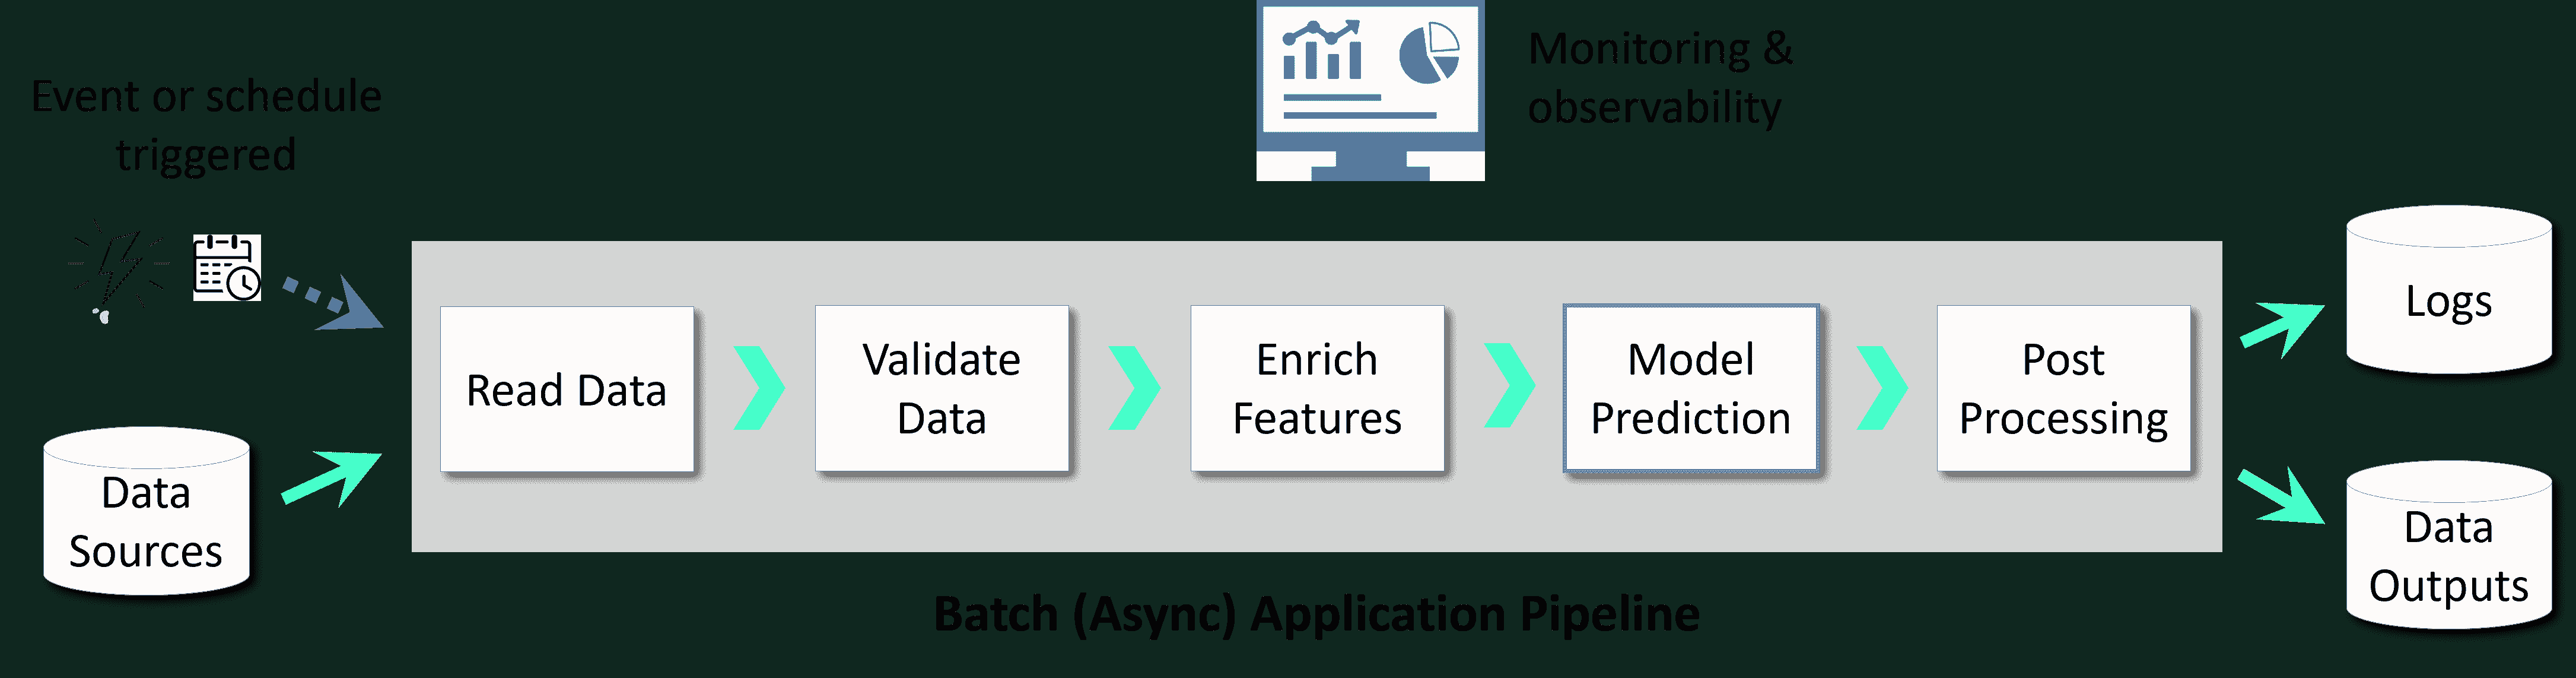 Monitoring &
observability
Event or schedule
triggered
Data
Sources
Read Data
Validate
Data
Enrich
Features
Model
Prediction
Post
Processing
Logs
Data
Outputs
Batch (Async) Application Pipeline